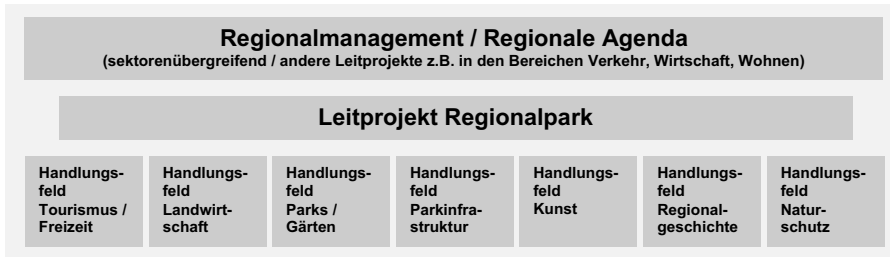 Regionalmanagement / Regionale Agenda
(sektorenübergreifend / andere Leitprojekte z.B. in den Bereichen Verkehr, Wirtschaft, Wohnen)
Leitprojekt Regionalpark
Handlungs-
feld
Tourismus /
Freizeit
Handlungs-
feld
Landwirt-
schaft
Handlungs-
feld
Parks /
Gärten
Handlungs-
feld
Parkinfra-
struktur
Handlungs-
feld
Kunst
Handlungs-
feld
Regional-
geschichte
Handlungs-
feld
Natur-
schutz